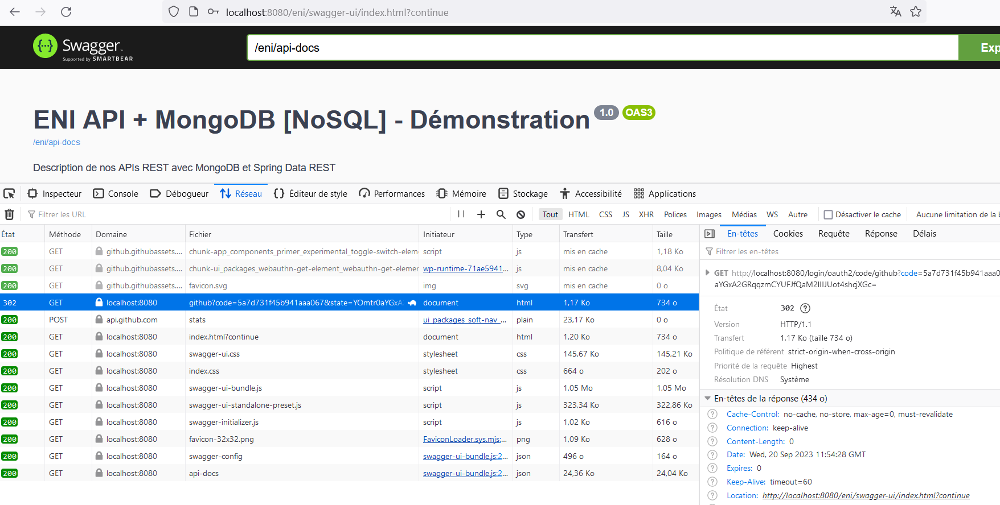 localhost:8080/eni/swagger-ui/index.html?continue
{···} Swagger.
Supported by SMARTBEAR
/eni/api-docs
Exp
ENI API + MongoDB [NoSQL] - Démonstration 1.0 OAS3
/eni/api-docs
Description de nos APIs REST avec MongoDB et Spring Data REST
Inspecteur Console Débogueur Réseau {} Éditeur de style Performances Mémoire Stockage Accessibilité Applications
Filtrer les URL Tout HTML CSS JS XHR Polices Images Médias WS Autre Désactiver le cache Aucune limitation de la b
État Méthode Domaine Fichier Initiateur Type Transfert Taille
200 GET github.githubassets.... chunk-app_components_primer_experimental_toggle-switch-elem script js mis en cache 1,18 Ko
200 GET github.githubassets.... chunk-ui_packages_webauthn-get-element_webauthn-get-elemen wp-runtime-71ae5941... js mis en cache 8,04 Ko
200 GET github.githubassets.... favicon.svg img svg mis en cache 0 o
302 GET localhost:8080 github?code=5a7d731f45b941aaa067&state=YOmtr0aYGxA document html 1,17 Ko 734 o
200 POST api.github.com stats ui_packages_soft-nav_... plain 23,17 Ko 0 o
200 GET localhost:8080 index.html?continue document html 1,20 Ko 734 o
200 GET localhost:8080 swagger-ui.css stylesheet css 145,67 Ko 145,21 Ko
200 GET localhost:8080 index.css stylesheet css 664 o 202 o
200 GET localhost:8080 swagger-ui-bundle.js script js 1,05 Mo 1,05 Mo
200 GET localhost:8080 swagger-ui-standalone-preset.js script js 323,34 Ko 322,86 Ko
200 GET localhost:8080 swagger-initializer.js script js 1,02 Ko 616 o
200 GET localhost:8080 favicon-32x32.png FaviconLoader.sys.mjs:... png 1,09 Ko 628 o
200 GET localhost:8080 swagger-config swagger-ui-bundle.js:2... json 496 o 164 o
200 GET localhost:8080 api-docs swagger-ui-bundle.js:2... json 24,36 Ko 24,04 Ko
En-têtes Cookies Requête Réponse Délais
Filtrer les en-têtes
GET http://localhost:8080/login/oauth2/code/github?code=5a7d731f45b941aaa0
aYGxA2GRqqzmCYUFJfQaM2IIIJUot4shcjXGc=
État 302 ?
Version HTTP/1.1
Transfert 1,17 Ko (taille 734 o)
Politique de référent strict-origin-when-cross-origin
Priorité de la requête Highest
Résolution DNS Système
En-têtes de la réponse (434 o)
? Cache-Control: no-cache, no-store, max-age=0, must-revalidate
? Connection: keep-alive
? Content-Length: 0
? Date: Wed, 20 Sep 2023 11:54:28 GMT
? Expires: 0
? Keep-Alive: timeout=60
? Location: http://localhost:8080/eni/swagger-ui/index.html?continue